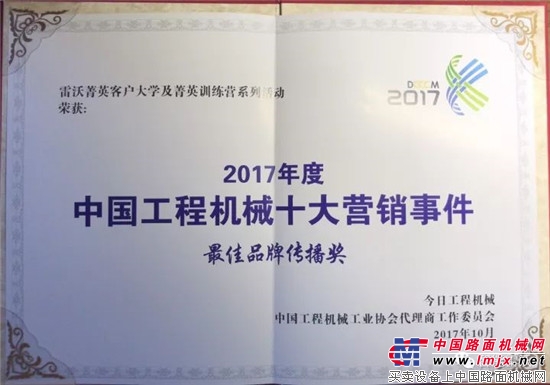 雷沃菁英客户大学及菁英训练营系列活动
荣获:
2017
2017年度
中国工程机械十大营销事件
最佳品牌传播奖
今日工程机械
中国工程机械工业协会代理商工作委员会
2017年10月
中国路面机械网
www.lmjx.net
买卖设备上中国路面机械网